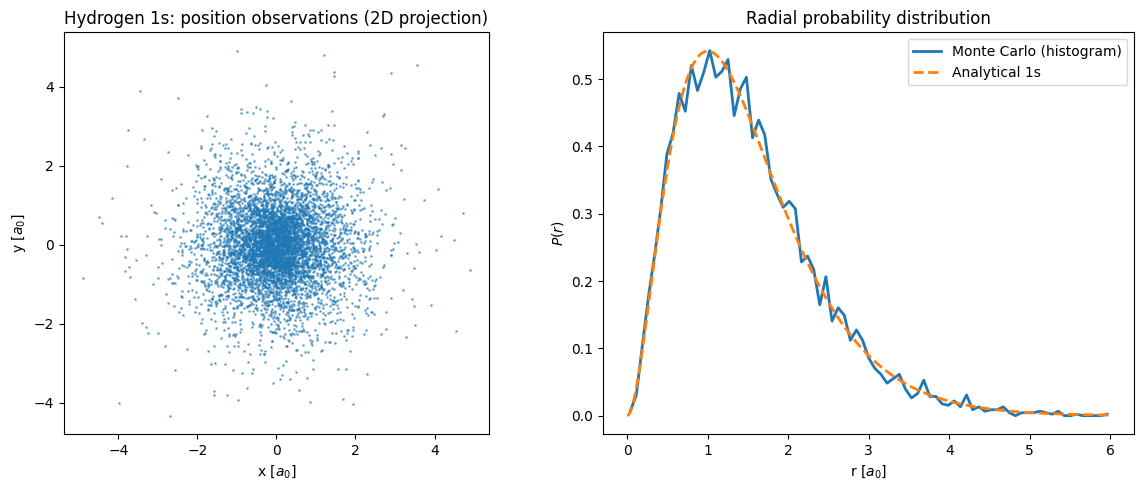 Hydrogen 1s: position observations (2D projection)
4
2
0
−2
−4
y [a₀]
−4 −2 0 2 4
x [a₀]
Radial probability distribution
Monte Carlo (histogram)
Analytical 1s
0.5
0.4
0.3
0.2
0.1
0.0
P(r)
0 1 2 3 4 5 6
r [a₀]